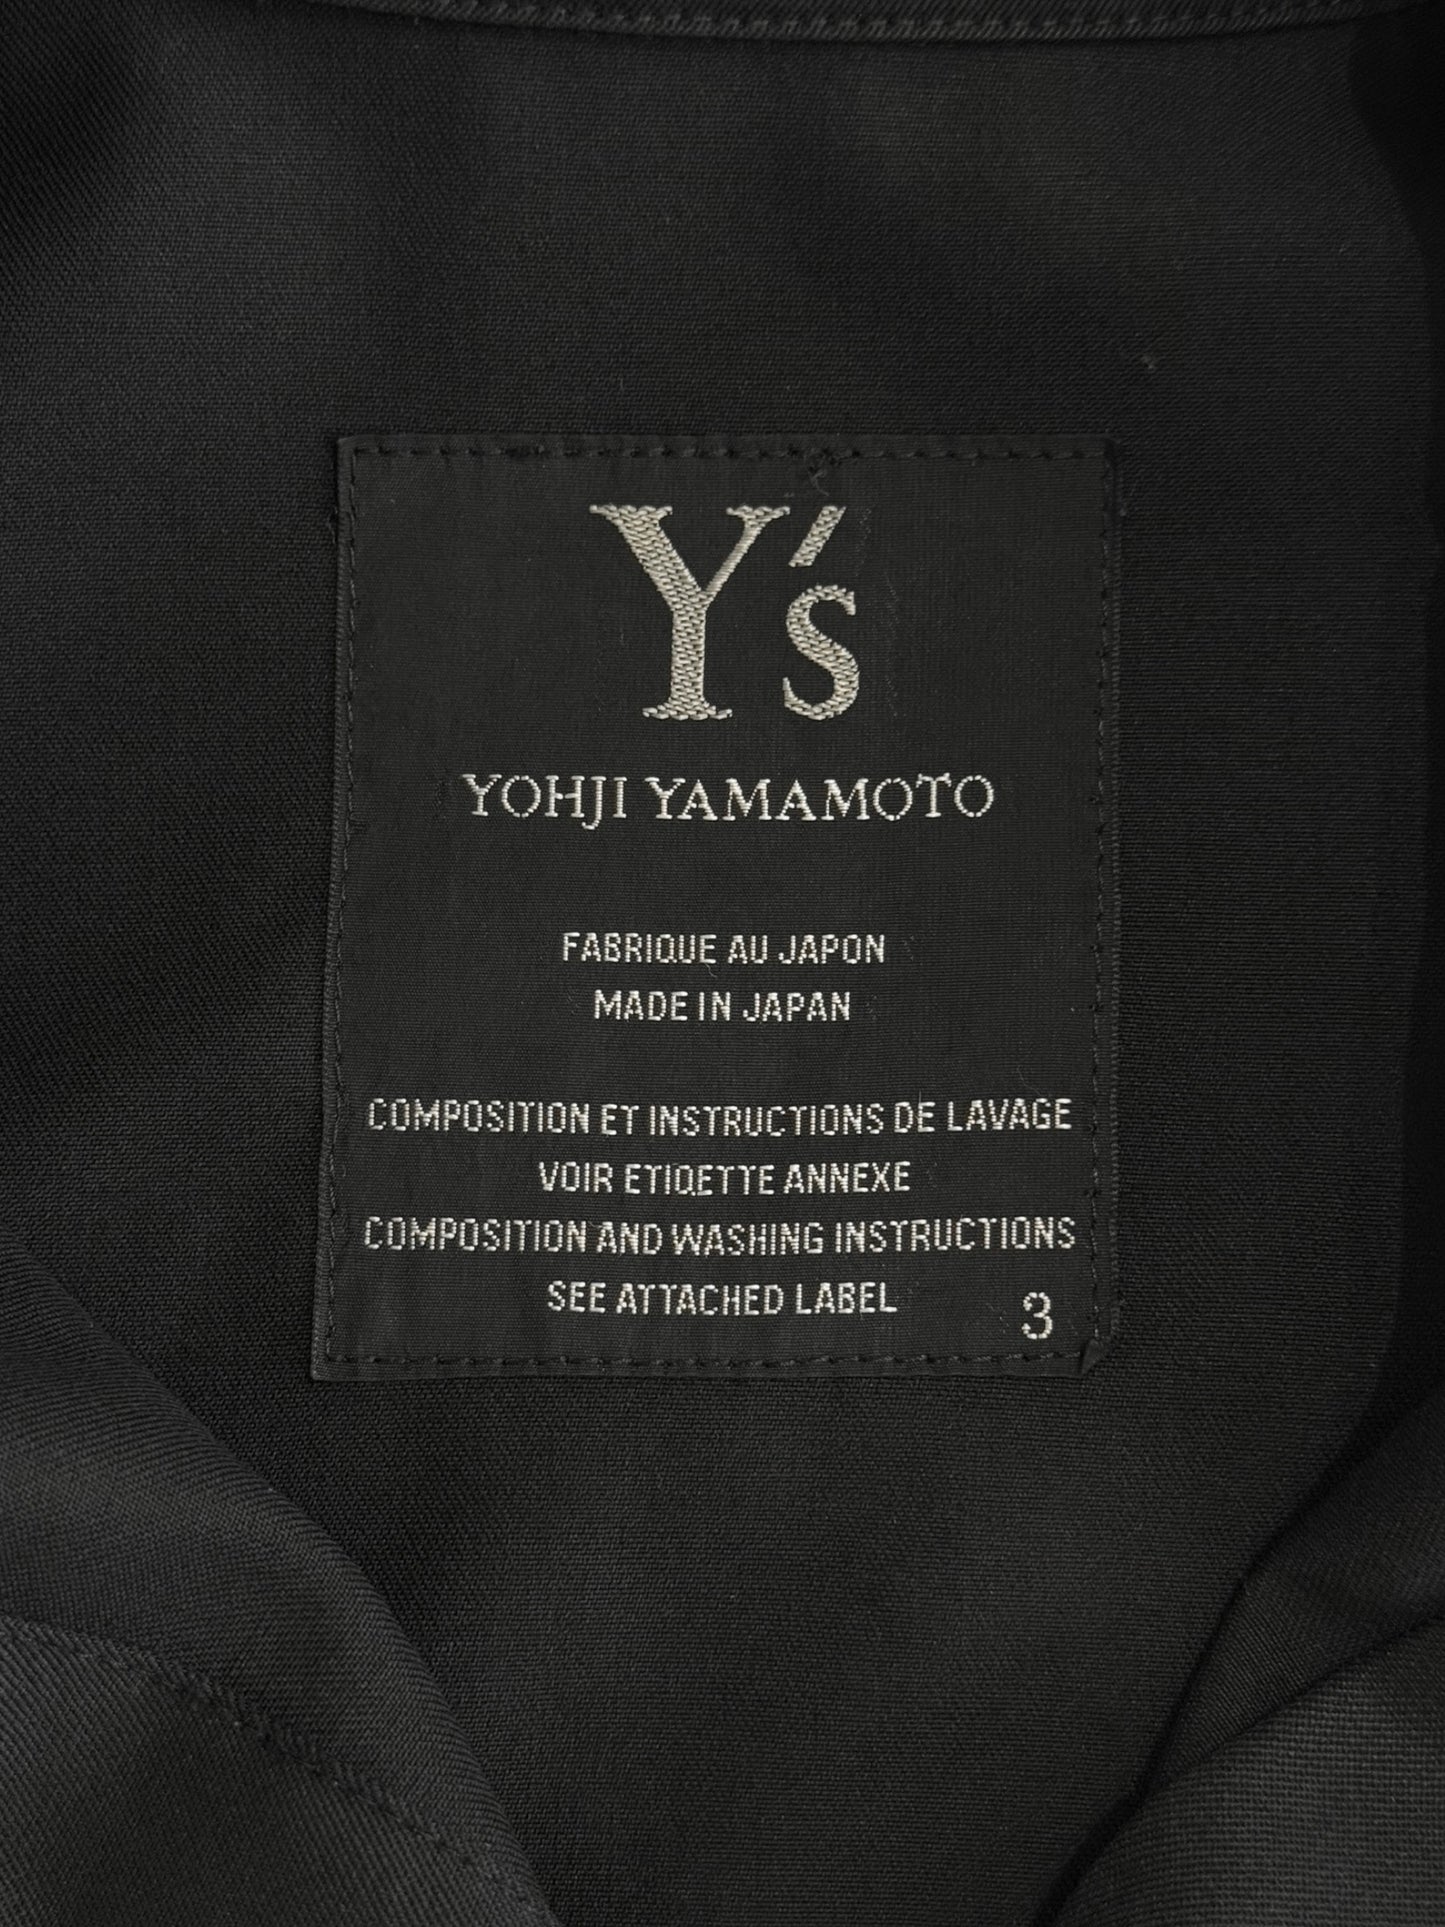 Y's
YOHJI YAMAMOTO
FABRIQUE AU JAPON
MADE IN JAPAN
COMPOSITION ET INSTRUCTIONS DE LAVAGE
VOIR ETIQETTE ANNEXE
COMPOSITION AND WASHING INSTRUCTIONS
SEE ATTACHED LABEL
3